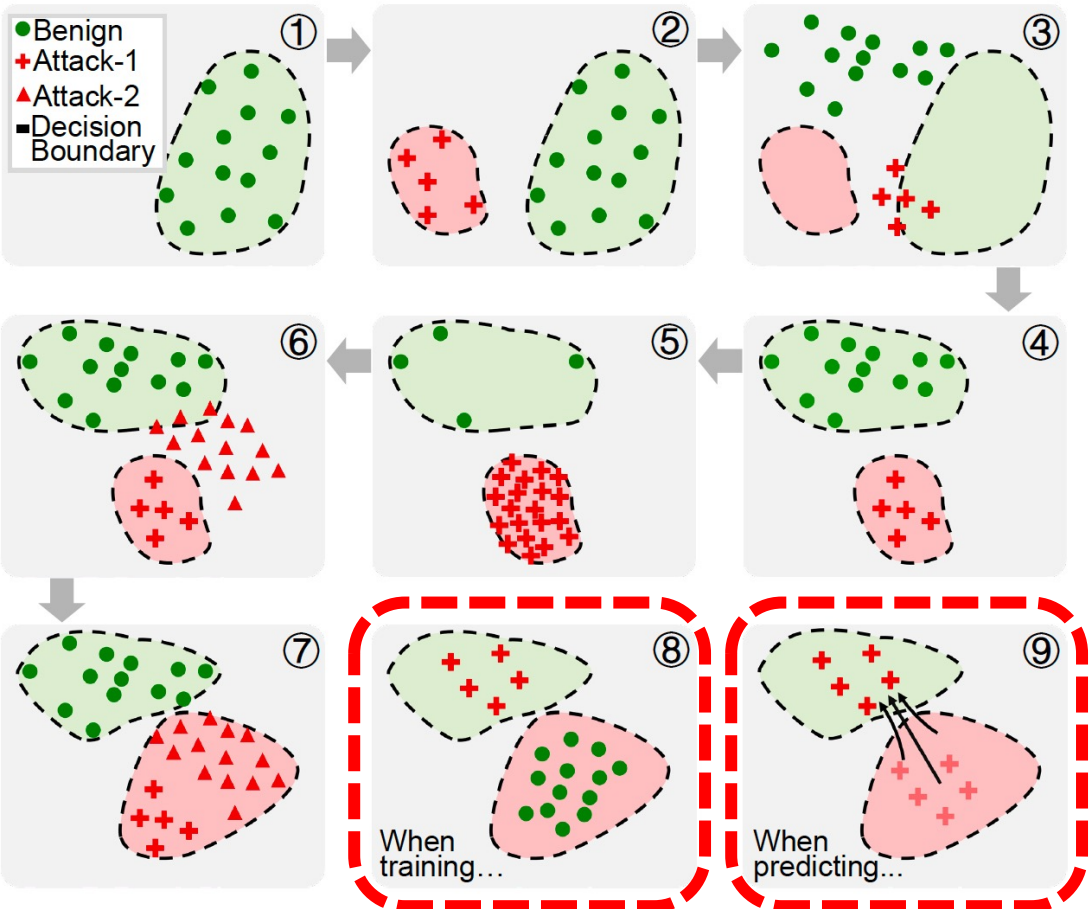 Benign
Attack-1
Attack-2
Decision
Boundary
①
②
③
⑥
⑤
④
⑦
⑧
⑨
When
training…
When
predicting...